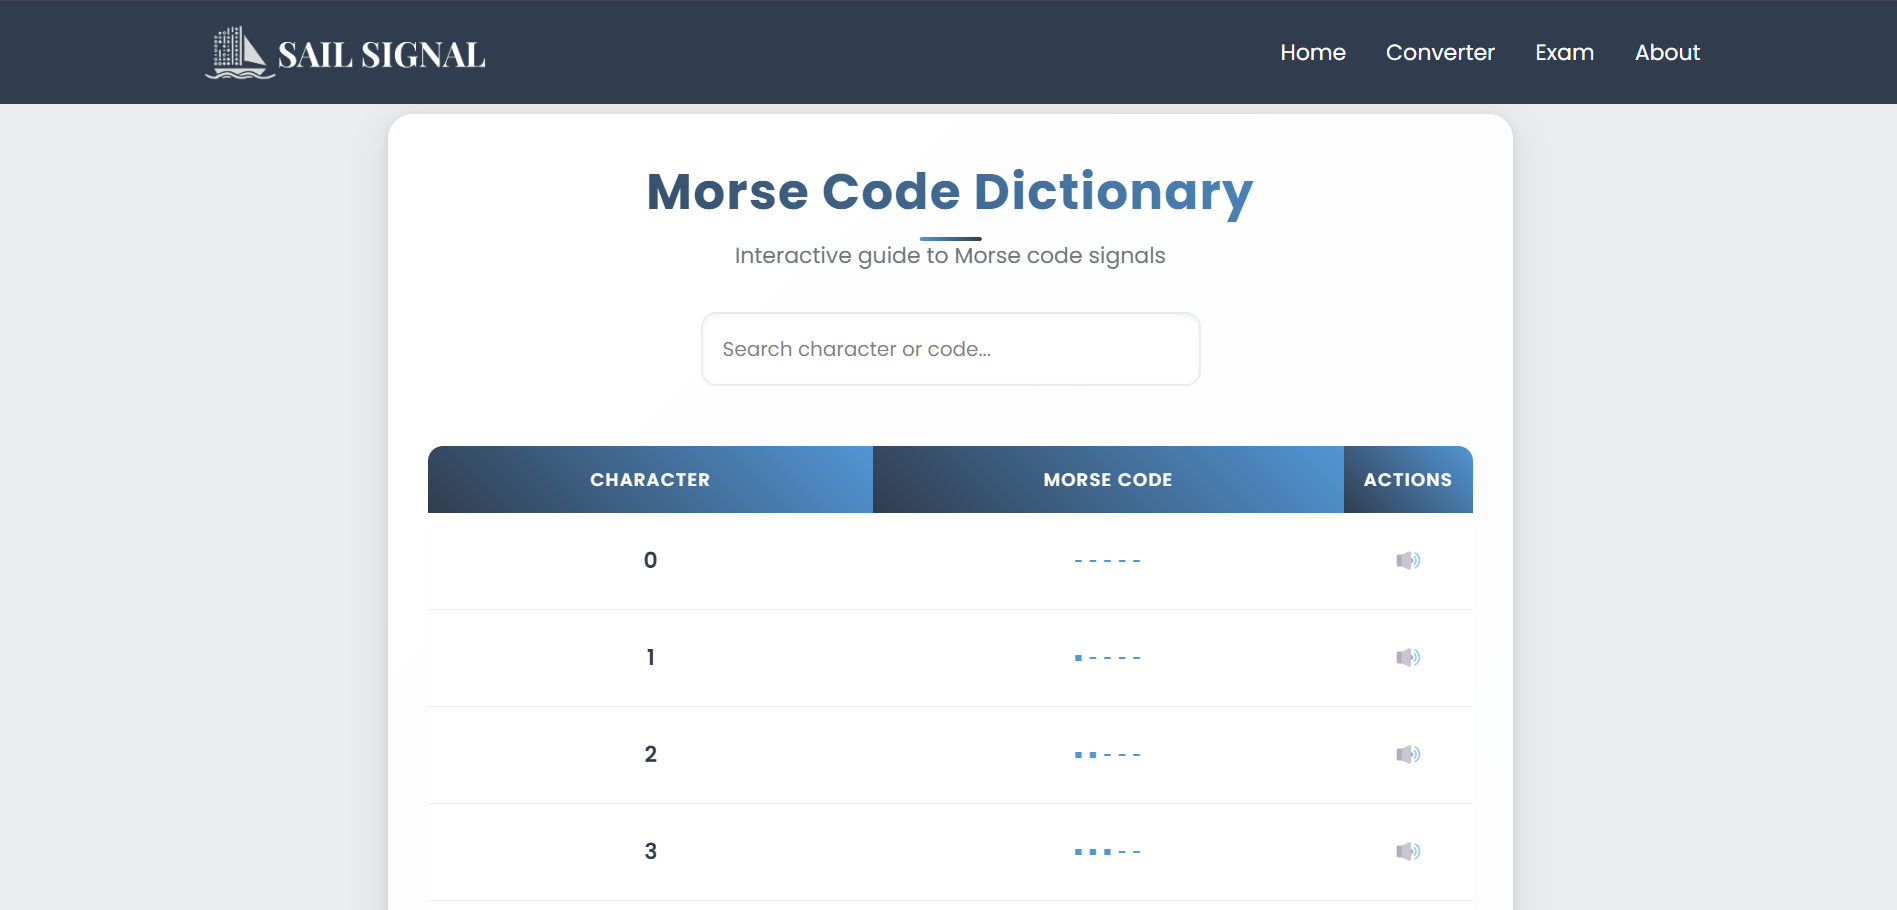 SAIL SIGNAL
Home Converter Exam About
Morse Code Dictionary
Interactive guide to Morse code signals
Search character or code...
CHARACTER MORSE CODE ACTIONS
0 -----
1 .----
2 ..---
3 ...--